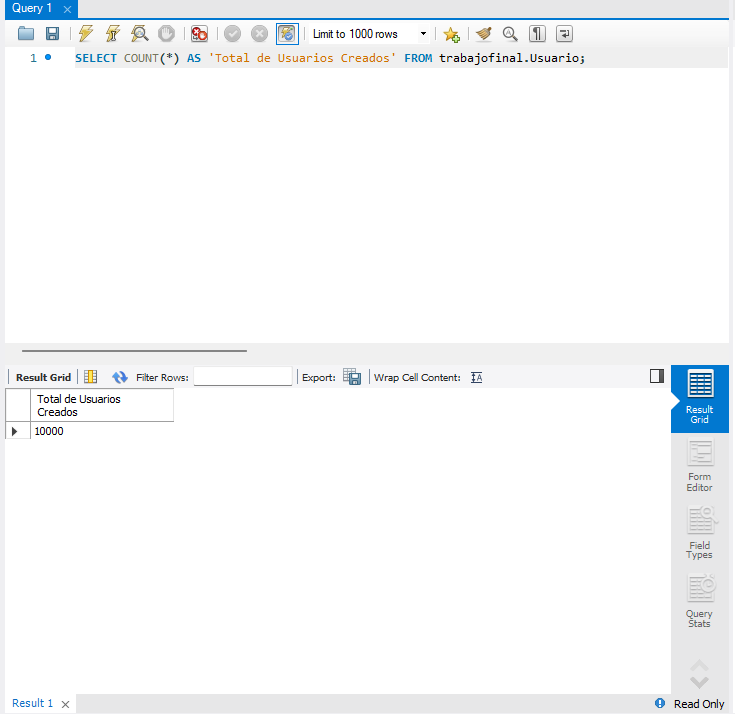 Query 1
Limit to 1000 rows
1 SELECT COUNT(*) AS 'Total de Usuarios Creados' FROM trabajofinal.Usuario;
Result Grid Filter Rows: Export: Wrap Cell Content:
Total de Usuarios
Creados
10000
Result
Grid
Form
Editor
Field
Types
Query
Stats
Result 1 Read Only